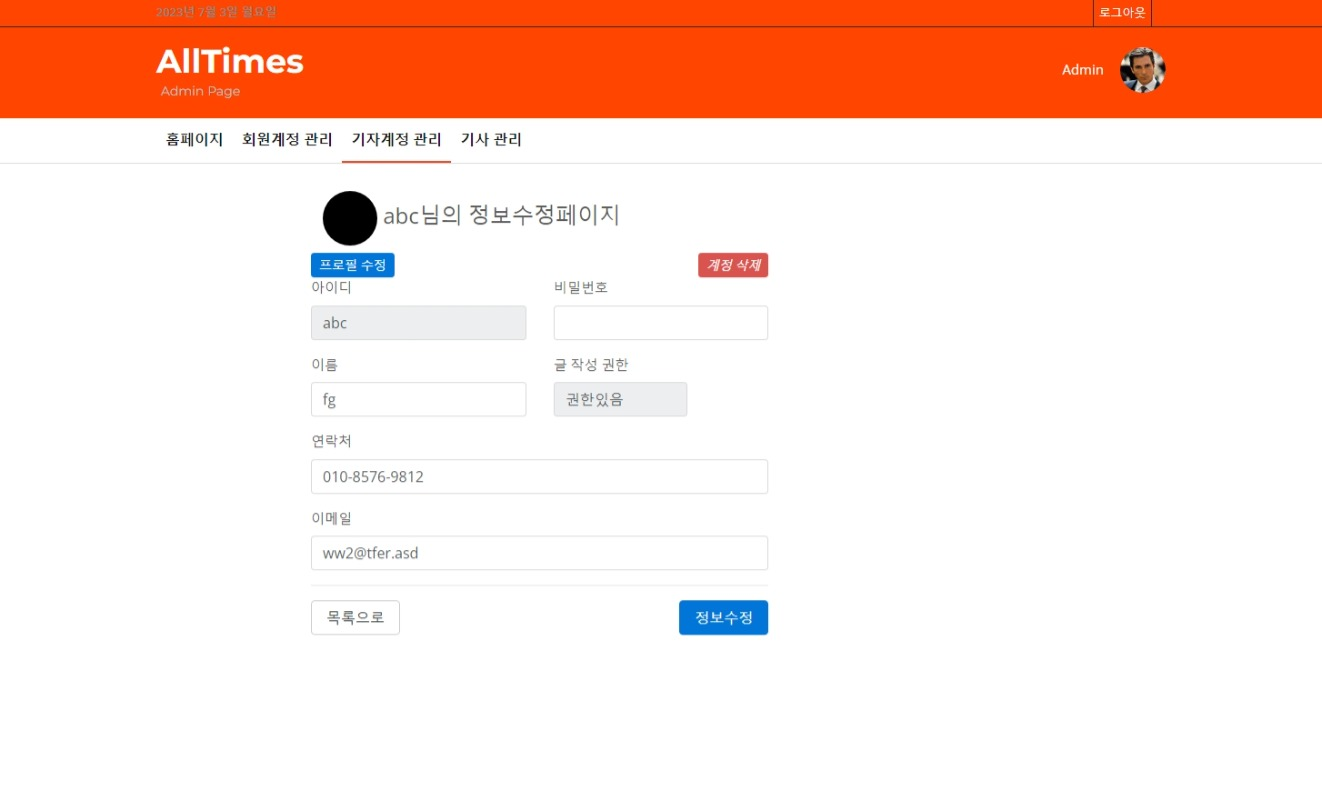 2023년 7월 3일 월요일 로그아웃
AllTimes
Admin Page
Admin
홈페이지 회원계정 관리 기자계정 관리 기사 관리
abc님의 정보수정페이지
프로필 수정 계정 삭제
아이디 비밀번호
abc
이름 글 작성 권한
fg 권한있음
연락처
010-8576-9812
이메일
ww2@tfer.asd
목록으로 정보수정